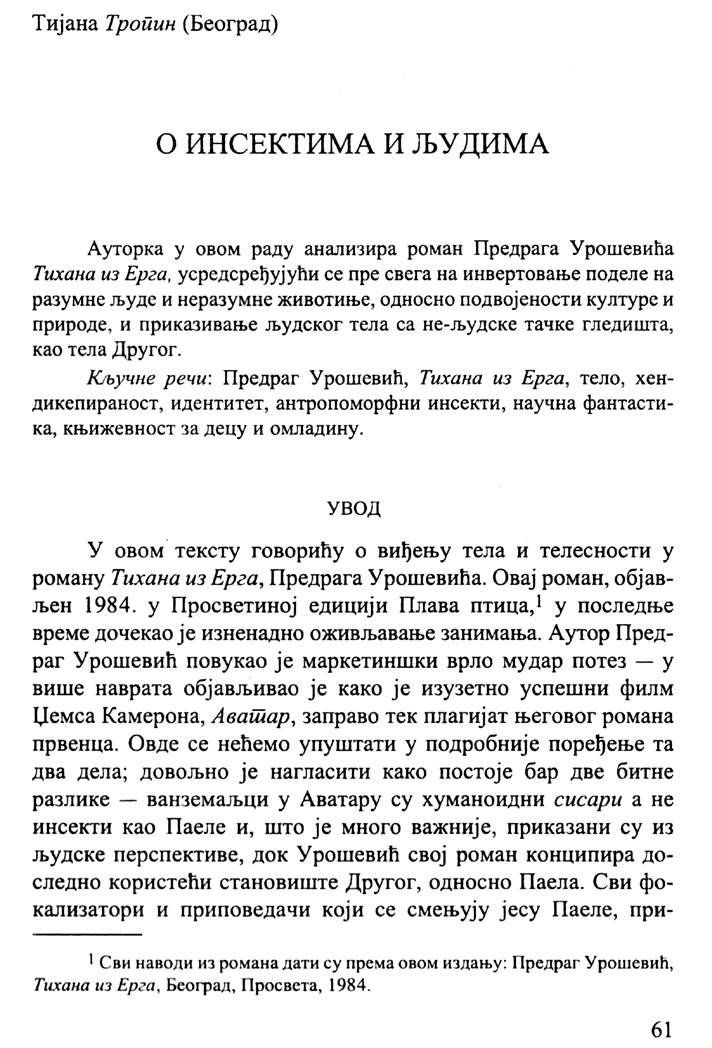 Тијана Тропин (Београд)
О ИНСЕКТИМА И ЉУДИМА
Ауторка у овом раду анализира роман Предрага Урошевића
Тихана из Ерга, усредсређујући се пре свега на инвертовање поделе на
разумне људе и неразумне животиње, односно подвојености културе и
природе, и приказивање људског тела са не-људске тачке гледишта,
као тела Другог.
Кључне речи: Предраг Урошевић, Тихана из Ерга, тело, хен-
дикепираност, идентитет, антропоморфни инсекти, научна фантасти-
ка, књижевност за децу и омладину.
УВОД
У овом тексту говорићу о виђењу тела и телесности у
роману Тихана из Ерга, Предрага Урошевића. Овај роман, објав-
љен 1984. у Просветиној едицији Плава птица,¹ у последње
време дочекао је изненадно оживљавање занимања. Аутор Пред-
раг Урошевић повукао је маркетиншки врло мудар потез — у
више наврата објављивао је како је изузетно успешни филм
Џемса Камерона, Аватар, заправо тек плагијат његовог романа
првенца. Овде се нећемо упуштати у подробније поређење та
два дела; довољно је нагласити како постоје бар две битне
разлике — ванземаљци у Аватару су хуманоидни сисари а не
инсекти као Паеле и, што је много важније, приказани су из
људске перспективе, док Урошевић свој роман конципира до-
следно користећи становиште Другог, односно Паела. Сви фо-
кализатори и приповедачи који се смењују јесу Паеле, при-
¹ Сви наводи из романа дати су према овом издању: Предраг Урошевић,
Тихана из Ерга, Београд, Просвета, 1984.
61